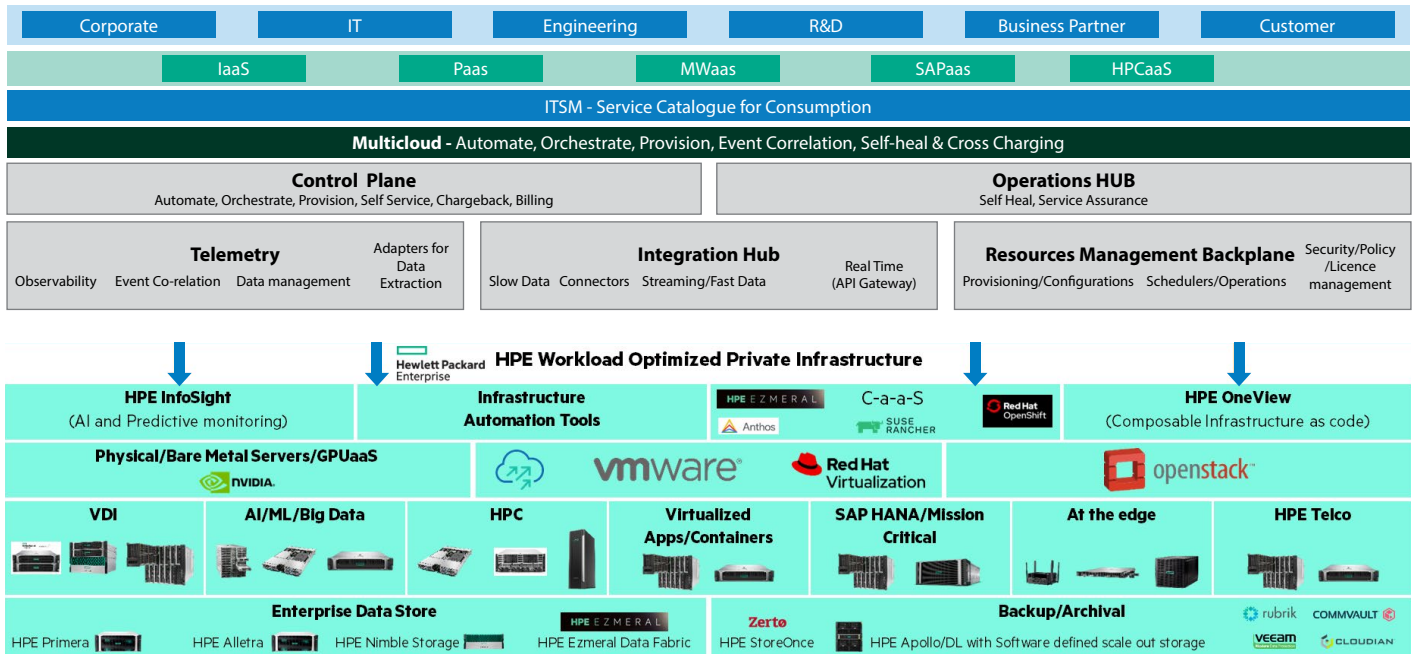 Corporate
IT
Engineering
R&D
Business Partner
Customer
IaaS
Paas
MWaas
SAPaas
HPCaaS
ITSM - Service Catalogue for Consumption
Multicloud - Automate, Orchestrate, Provision, Event Correlation, Self-heal & Cross Charging
Control Plane
Automate, Orchestrate, Provision, Self Service, Chargeback, Billing
Operations HUB
Self Heal, Service Assurance
Telemetry
Observability
Event Co-relation
Data management
Adapters for
Data
Extraction
Integration Hub
Slow Data
Connectors
Streaming/Fast Data
Real Time
(API Gateway)
Resources Management Backplane
Provisioning/Configurations
Schedulers/Operations
Security/Policy
/Licence
management
Hewlett Packard
Enterprise
HPE Workload Optimized Private Infrastructure
HPE InfoSight
(AI and Predictive monitoring)
Infrastructure
Automation Tools
HPE EZMERAL
C-a-a-S
Anthos
SUSE
RANCHER
Red Hat
OpenShift
HPE OneView
(Composable Infrastructure as code)
Physical/Bare Metal Servers/GPUaaS
NVIDIA.
vmware®
Red Hat
Virtualization
openstack™
VDI
AI/ML/Big Data
HPC
Virtualized
Apps/Containers
SAP HANA/Mission
Critical
At the edge
HPE Telco
Enterprise Data Store
HPE Primera
HPE Alletra
HPE Nimble Storage
HPE EZMERAL
HPE Ezmeral Data Fabric
Backup/Archival
Zerto
HPE StoreOnce
HPE Apollo/DL with Software defined scale out storage
rubrik
COMMVAULT
veeam
CLOUDIAN